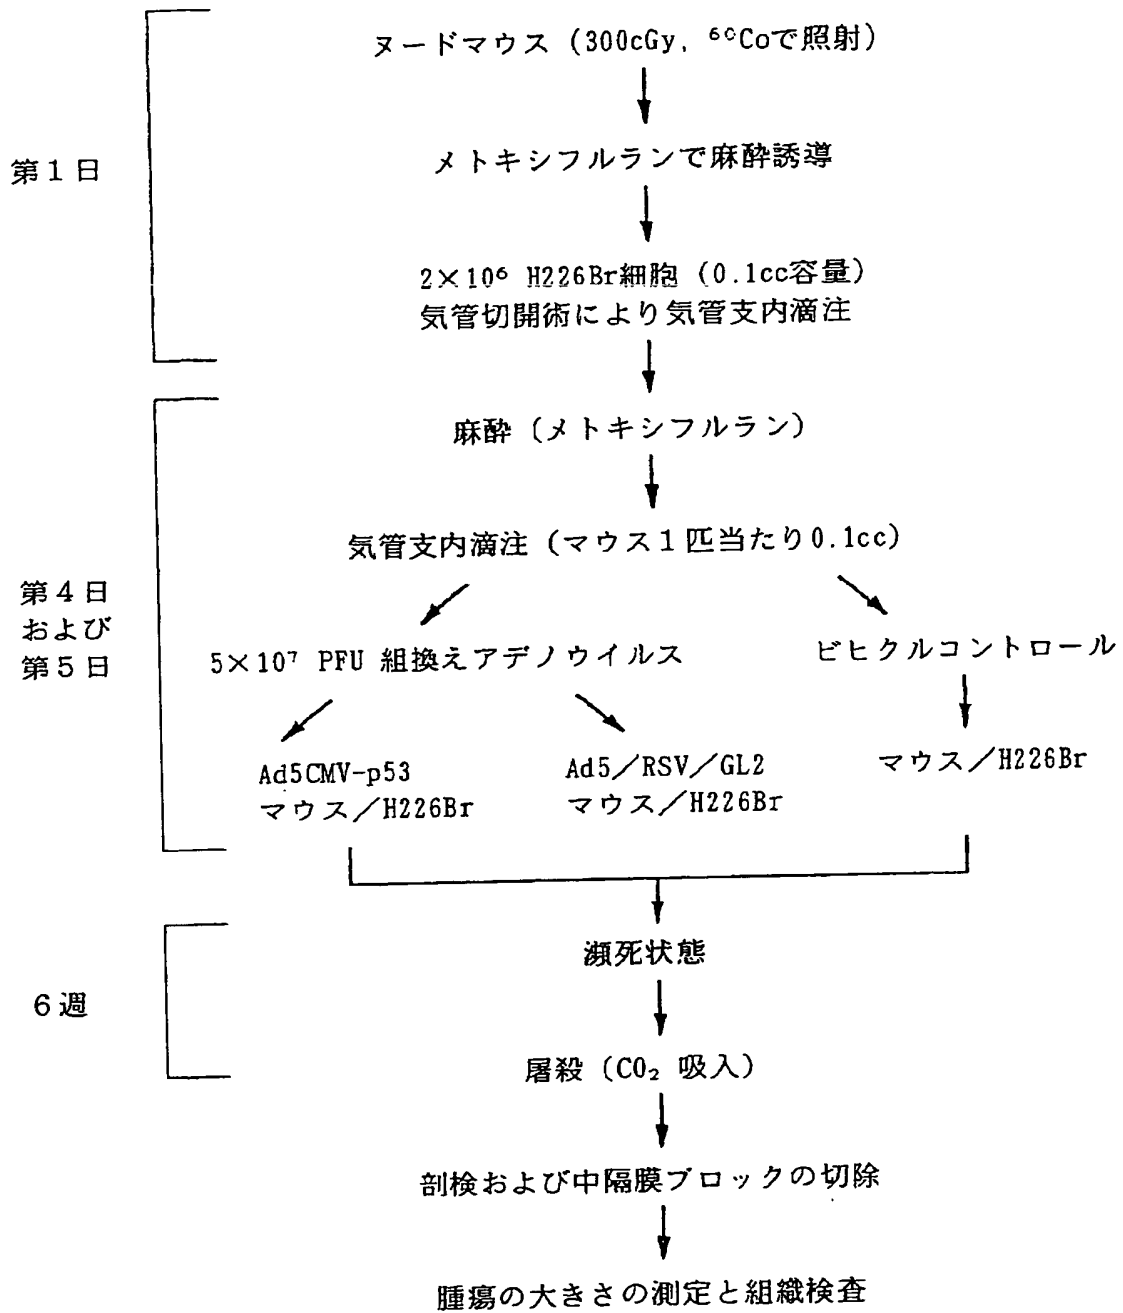 第1日
ヌードマウス（300cGy, ⁶⁰Coで照射）
メトキシフルランで麻酔誘導
2×10⁶ H226Br細胞（0.1cc容量）
気管切開術により気管支内滴注
第4日
および
第5日
麻酔（メトキシフルラン）
気管支内滴注（マウス1匹当たり0.1cc）
5×10⁷ PFU 組換えアデノウイルス
ビヒクルコントロール
Ad5CMV-p53
マウス／H226Br
Ad5／RSV／GL2
マウス／H226Br
マウス／H226Br
6週
瀕死状態
屠殺（CO₂ 吸入）
剖検および中隔膜ブロックの切除
腫瘍の大きさの測定と組織検査